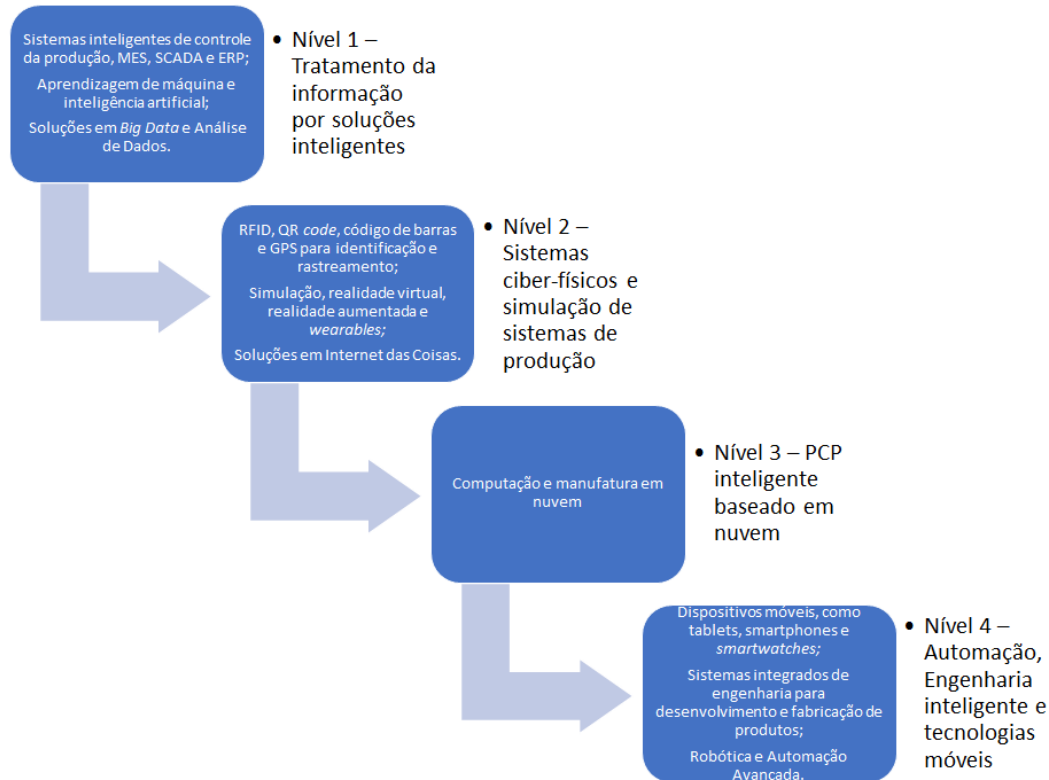 Sistemas inteligentes de controle
da produção, MES, SCADA e ERP;
Aprendizagem de máquina e
inteligência artificial;
Soluções em Big Data e Análise
de Dados.
• Nível 1 –
Tratamento da
informação
por soluções
inteligentes
RFID, QR code, código de barras
e GPS para identificação e
rastreamento;
Simulação, realidade virtual,
realidade aumentada e
wearables;
Soluções em Internet das Coisas.
• Nível 2 –
Sistemas
ciber-físicos e
simulação de
sistemas de
produção
Computação e manufatura em
nuvem
• Nível 3 – PCP
inteligente
baseado em
nuvem
Dispositivos móveis, como
tablets, smartphones e
smartwatches;
Sistemas integrados de
engenharia para
desenvolvimento e fabricação de
produtos;
Robótica e Automação
Avançada.
• Nível 4 –
Automação,
Engenharia
inteligente e
tecnologias
móveis